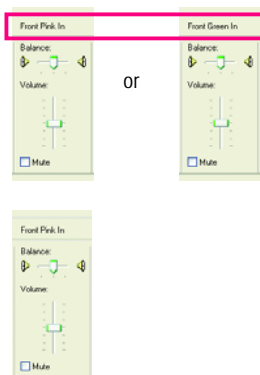 Front Pink In
Balance:
Volume:
Mute
or
Front Green In
Balance:
Volume:
Mute
Front Pink In
Balance:
Volume:
Mute